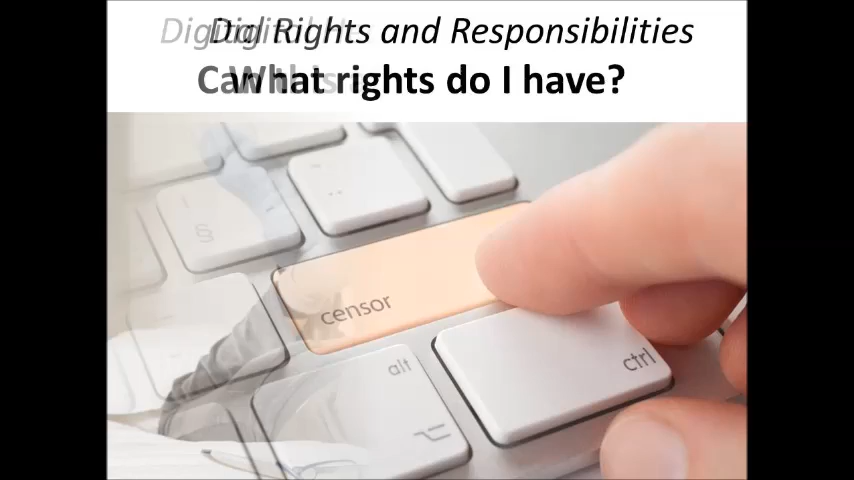 Digital Rights and Responsibilities
What rights do I have?
§
censor
alt
ctrl